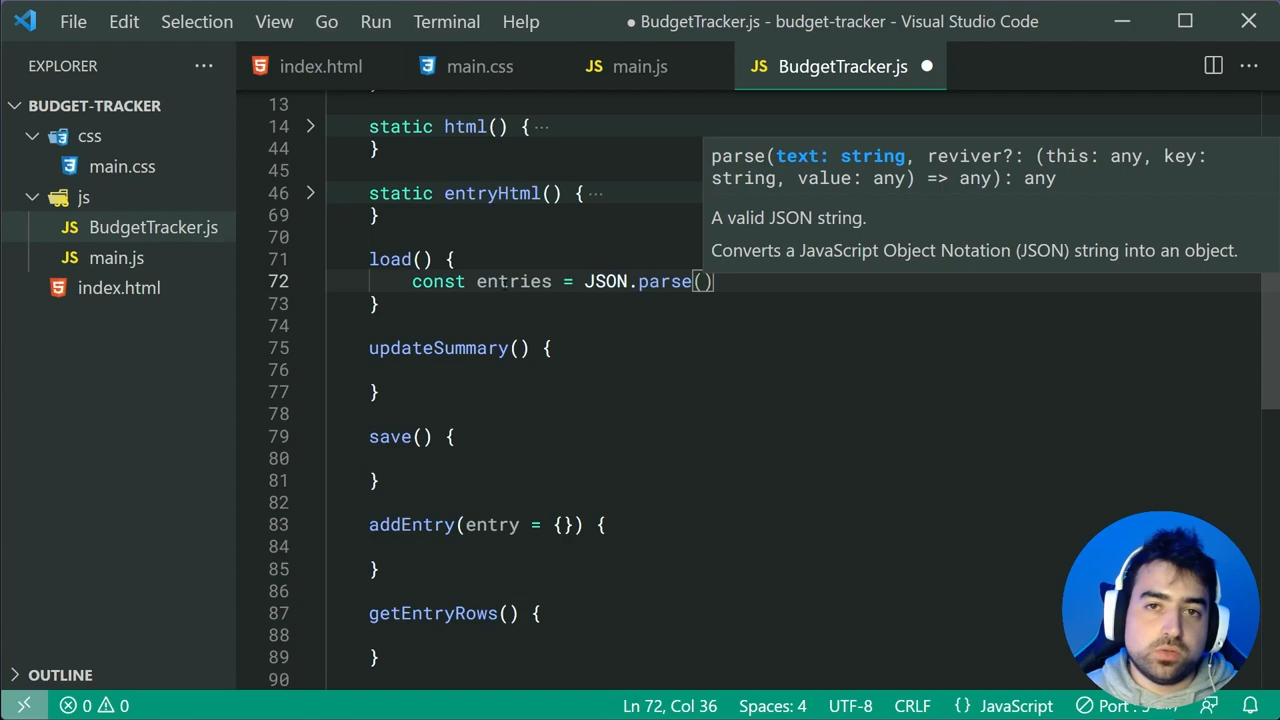 File Edit Selection View Go Run Terminal Help ● BudgetTracker.js - budget-tracker - Visual Studio Code
EXPLORER ···
index.html
main.css
JS main.js
JS BudgetTracker.js ●
BUDGET-TRACKER
css
main.css
js
JS BudgetTracker.js
JS main.js
index.html
OUTLINE
13
14 static html() { ···
44 }
45
46 static entryHtml() { ···
69 }
70
71 load() {
72 const entries = JSON.parse()
73 }
74
75 updateSummary() {
76
77 }
78
79 save() {
80
81 }
82
83 addEntry(entry = {}) {
84
85 }
86
87 getEntryRows() {
88
89 }
90
parse(text: string, reviver?: (this: any, key:
string, value: any) => any): any
A valid JSON string.
Converts a JavaScript Object Notation (JSON) string into an object.
0 0 Ln 72, Col 36 Spaces: 4 UTF-8 CRLF {} JavaScript Port :